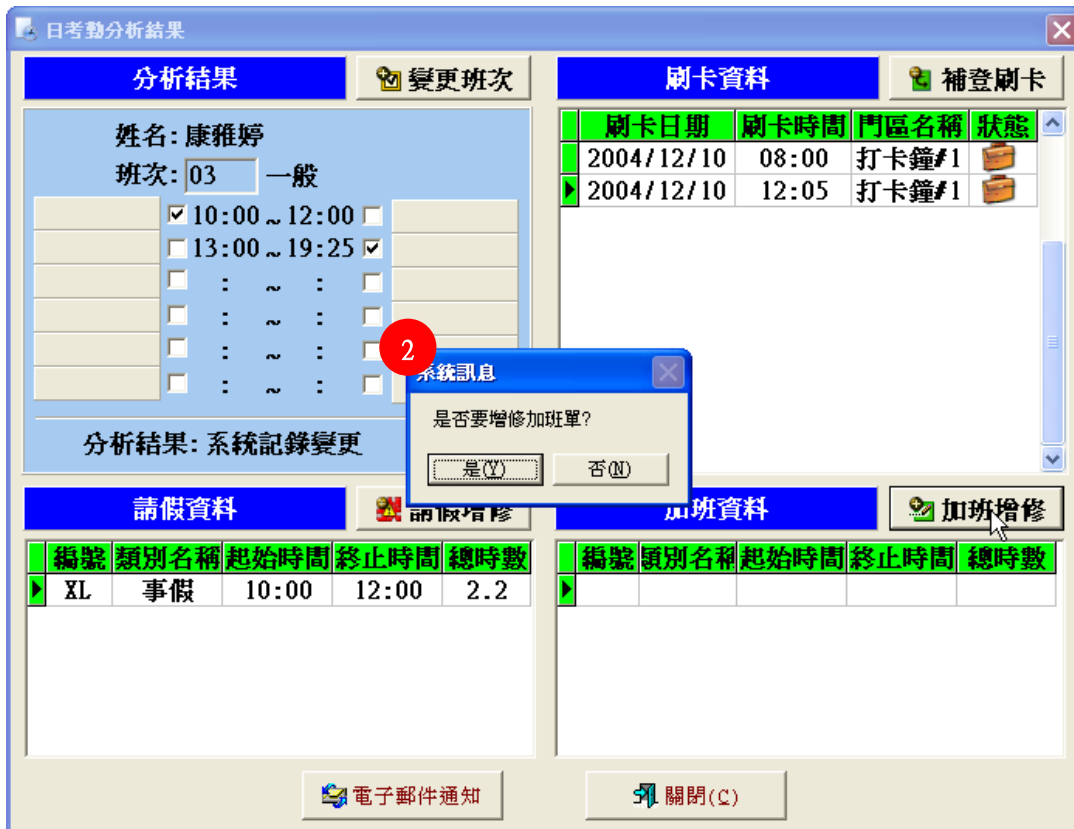 日考勤分析結果
分析結果
變更班次
刷卡資料
補登刷卡
姓名: 康雅婷
班次: 03 一般
10:00 ~ 12:00
13:00 ~ 19:25
: ~ :
: ~ :
: ~ :
: ~ :
分析結果: 系統記錄變更
刷卡日期 刷卡時間 門區名稱 狀態
2004/12/10 08:00 打卡鐘#1
2004/12/10 12:05 打卡鐘#1
2
系統訊息
是否要增修加班單?
是(Y) 否(N)
請假資料
請假增修
加班資料
加班增修
編號 類別名稱 起始時間 終止時間 總時數
XL 事假 10:00 12:00 2.2
編號 類別名稱 起始時間 終止時間 總時數
電子郵件通知
關閉(C)